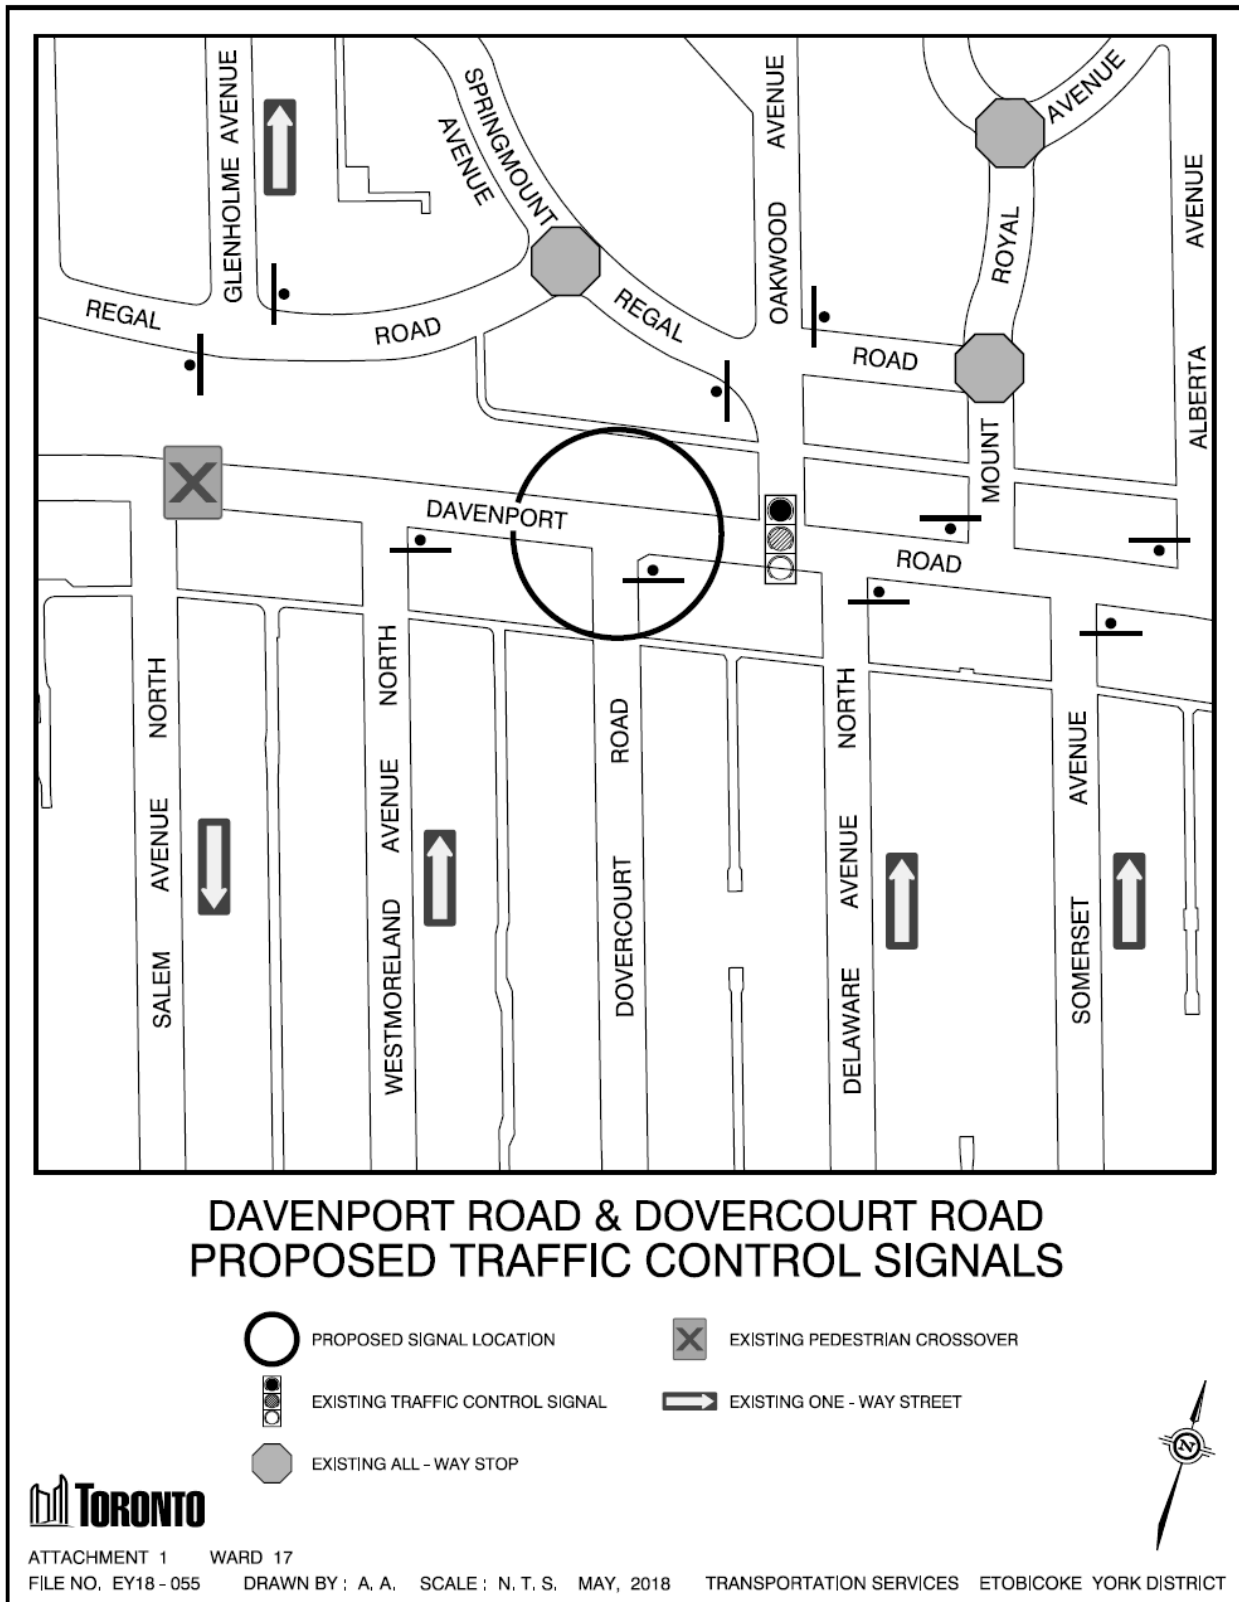 GLENHOLME AVENUE
SPRINGMOUNT
AVENUE
OAKWOOD AVENUE
AVENUE
ROYAL
MOUNT
ALBERTA AVENUE
REGAL
ROAD
REGAL
ROAD
X
DAVENPORT
ROAD
SALEM AVENUE NORTH
WESTMORELAND AVENUE NORTH
DOVERCOURT ROAD
DELAWARE AVENUE NORTH
SOMERSET AVENUE
DAVENPORT ROAD & DOVERCOURT ROAD
PROPOSED TRAFFIC CONTROL SIGNALS
PROPOSED SIGNAL LOCATION
X EXISTING PEDESTRIAN CROSSOVER
EXISTING TRAFFIC CONTROL SIGNAL
EXISTING ONE - WAY STREET
EXISTING ALL - WAY STOP
N
TORONTO
ATTACHMENT 1 WARD 17
FILE NO. EY18 - 055 DRAWN BY : A. A. SCALE : N. T. S. MAY, 2018 TRANSPORTATION SERVICES ETOBICOKE YORK DISTRICT